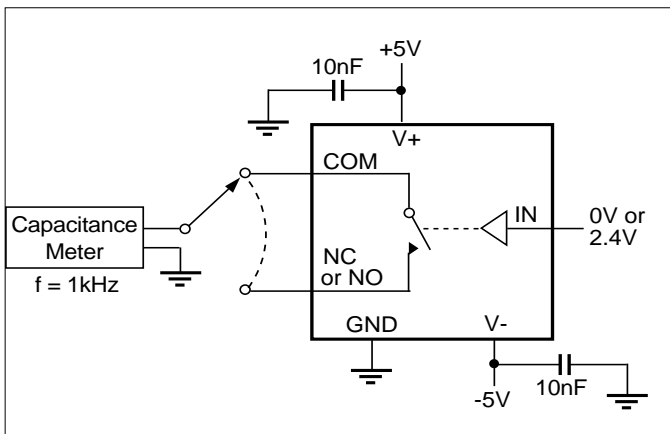 +5V
10nF
V+
COM
IN
0V or
2.4V
Capacitance
Meter
f = 1kHz
NC
or NO
GND
V-
-5V
10nF